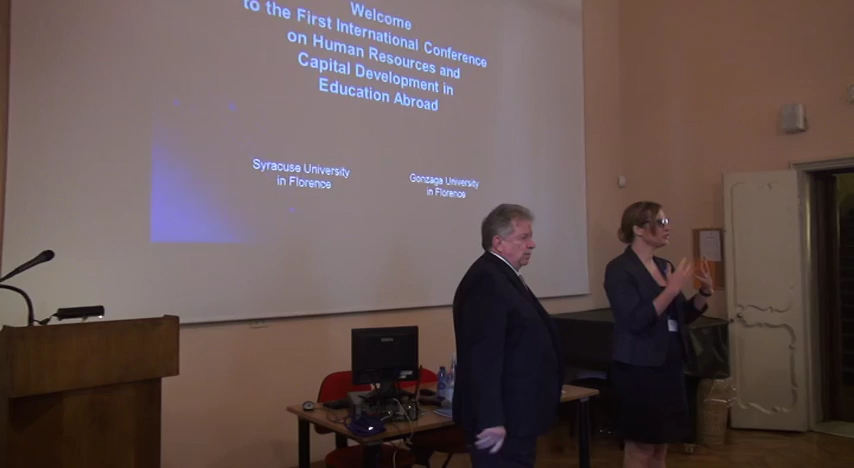 Welcome
to the First International Conference
on Human Resources and
Capital Development in
Education Abroad
Syracuse University
in Florence
Gonzaga University
in Florence